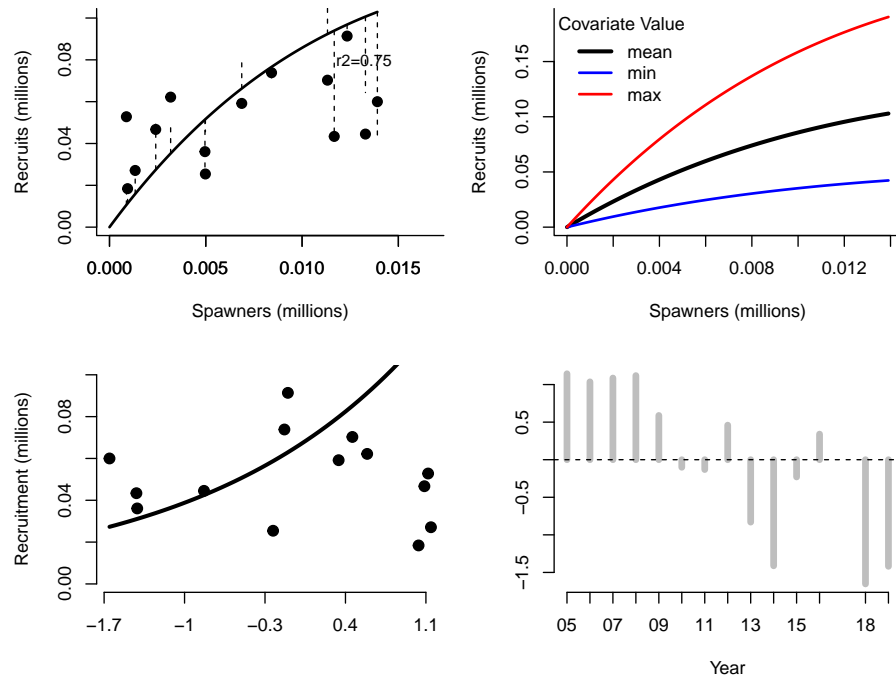 Recruits (millions)
0.00
0.04
0.08
r2=0.75
0.000 0.005 0.010 0.015
Spawners (millions)
Recruits (millions)
0.00
0.05
0.10
0.15
Covariate Value
mean
min
max
0.000 0.004 0.008 0.012
Spawners (millions)
Recruitment (millions)
0.00
0.04
0.08
−1.7 −1 −0.3 0.4 1.1
−1.5
−0.5
0.5
05 07 09 11 13 15 18
Year